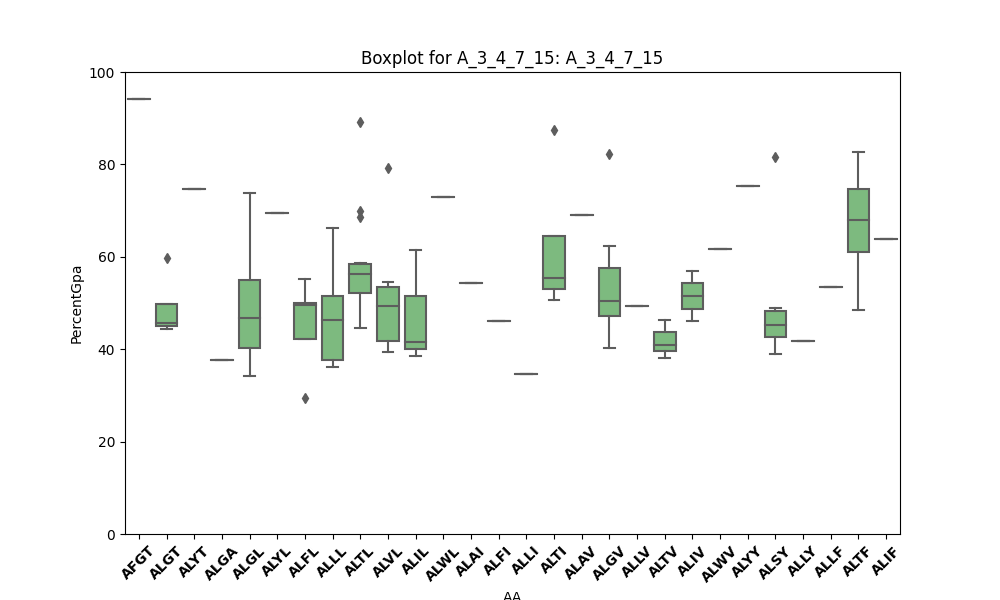 Boxplot for A_3_4_7_15: A_3_4_7_15
100
80
60
40
20
0
PercentGpa
AFGT
ALGT
ALYT
ALGA
ALGL
ALYL
ALFL
ALLL
ALTL
ALVL
ALIL
ALWL
ALAI
ALFI
ALLI
ALTI
ALAV
ALGV
ALLV
ALTV
ALIV
ALWV
ALYY
ALSY
ALLY
ALLF
ALTF
ALIF
AA